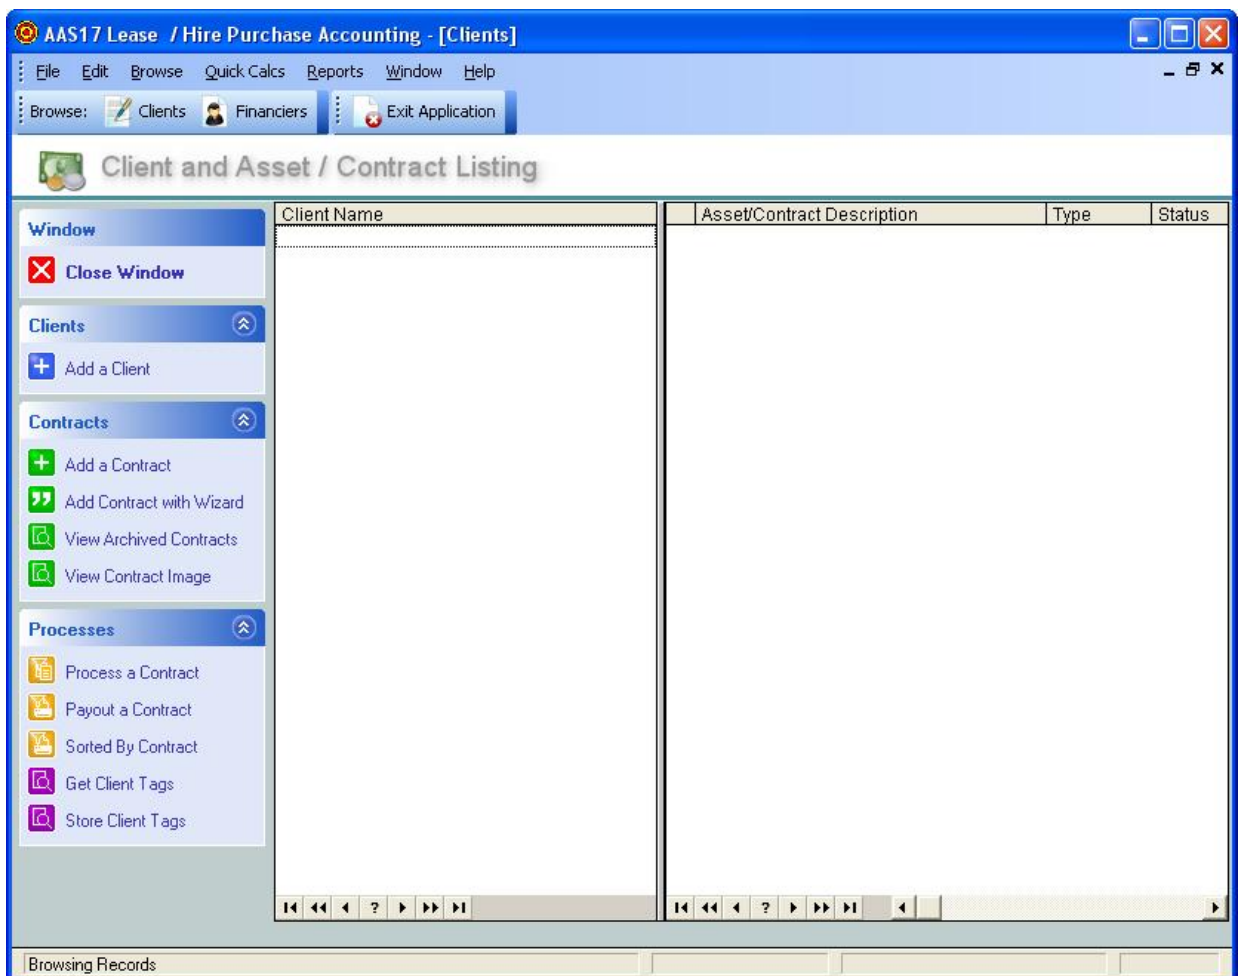 AAS17 Lease / Hire Purchase Accounting - [Clients]
File Edit Browse Quick Calcs Reports Window Help
Browse: Clients Financiers Exit Application
Client and Asset / Contract Listing
Client Name Asset/Contract Description Type Status
Window
Close Window
Clients
Add a Client
Contracts
Add a Contract
Add Contract with Wizard
View Archived Contracts
View Contract Image
Processes
Process a Contract
Payout a Contract
Sorted By Contract
Get Client Tags
Store Client Tags
? ?
Browsing Records